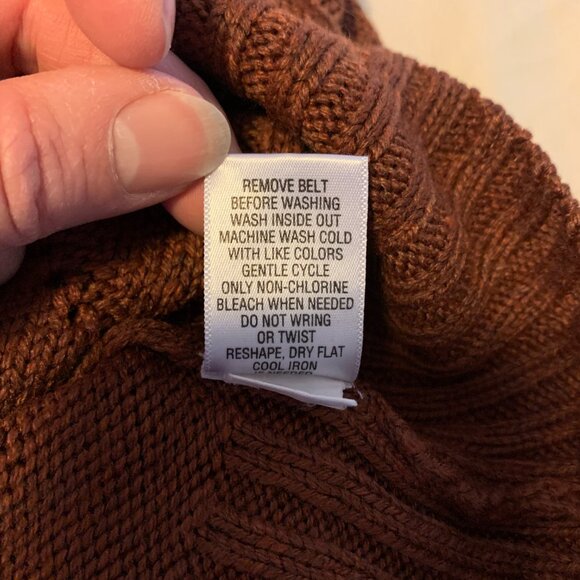 REMOVE BELT
BEFORE WASHING
WASH INSIDE OUT
MACHINE WASH COLD
WITH LIKE COLORS
GENTLE CYCLE
ONLY NON-CHLORINE
BLEACH WHEN NEEDED
DO NOT WRING
OR TWIST
RESHAPE, DRY FLAT
COOL IRON